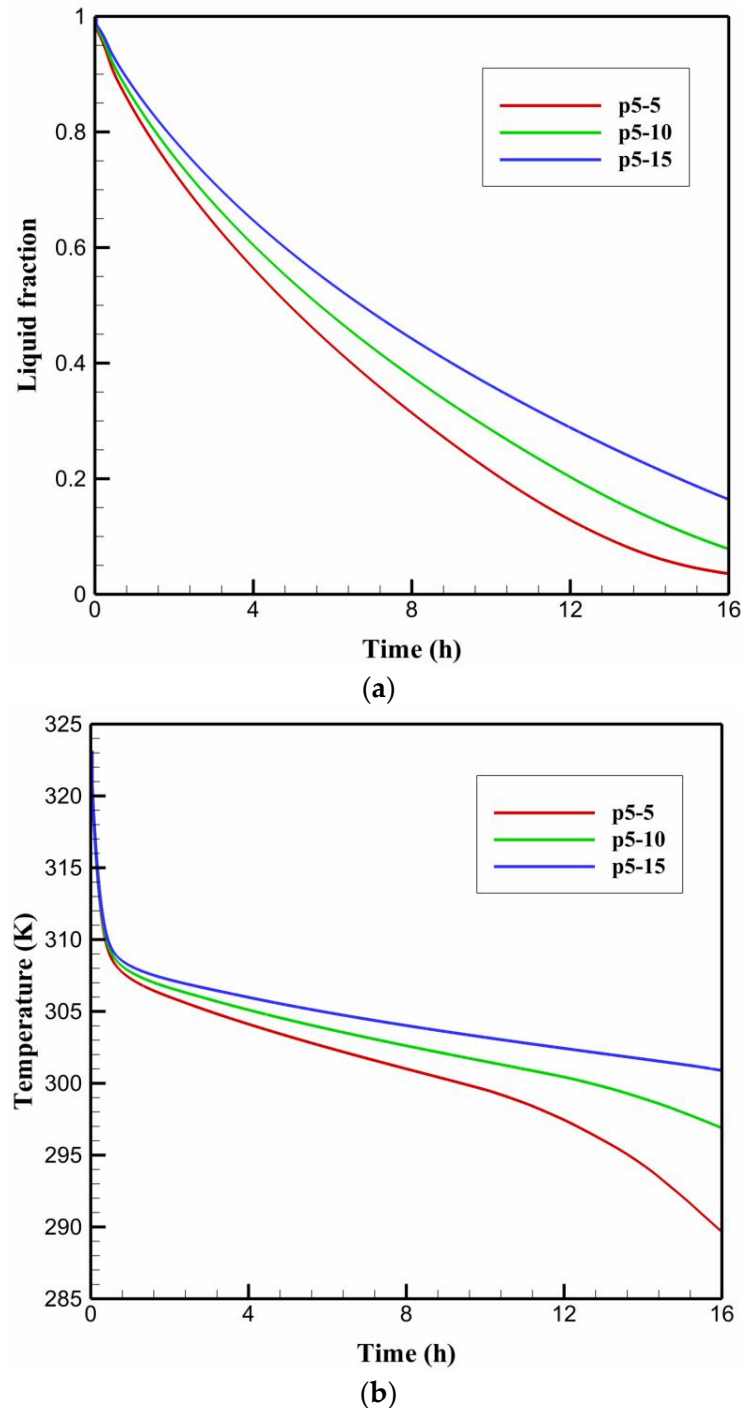 1
0.8
0.6
0.4
0.2
0
Liquid fraction
p5-5
p5-10
p5-15
0 4 8 12 16
Time (h)
(a)
325
320
315
310
305
300
295
290
285
Temperature (K)
p5-5
p5-10
p5-15
0 4 8 12 16
Time (h)
(b)